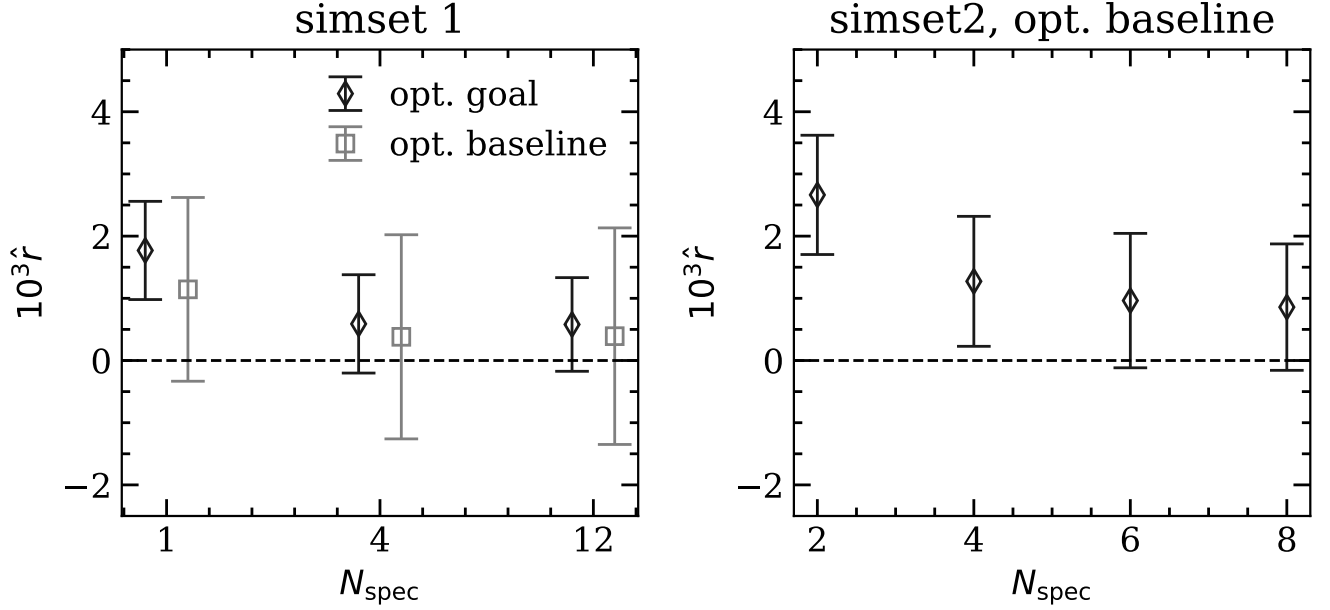 simset 1
opt. goal
opt. baseline
4
2
0
−2
10³r̂
1 4 12
N_spec
simset2, opt. baseline
4
2
0
−2
10³r̂
2 4 6 8
N_spec